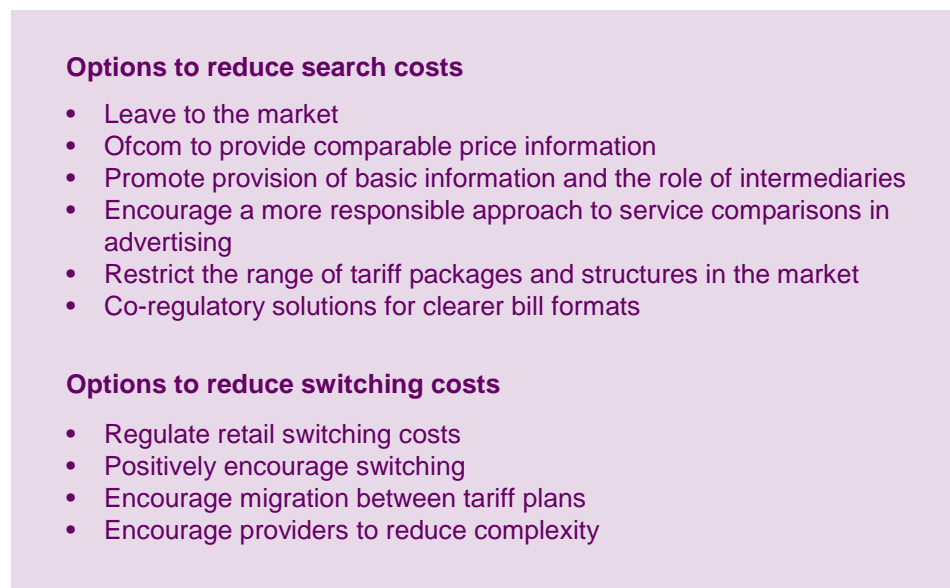 Options to reduce search costs
• Leave to the market
• Ofcom to provide comparable price information
• Promote provision of basic information and the role of intermediaries
• Encourage a more responsible approach to service comparisons in
advertising
• Restrict the range of tariff packages and structures in the market
• Co-regulatory solutions for clearer bill formats
Options to reduce switching costs
• Regulate retail switching costs
• Positively encourage switching
• Encourage migration between tariff plans
• Encourage providers to reduce complexity